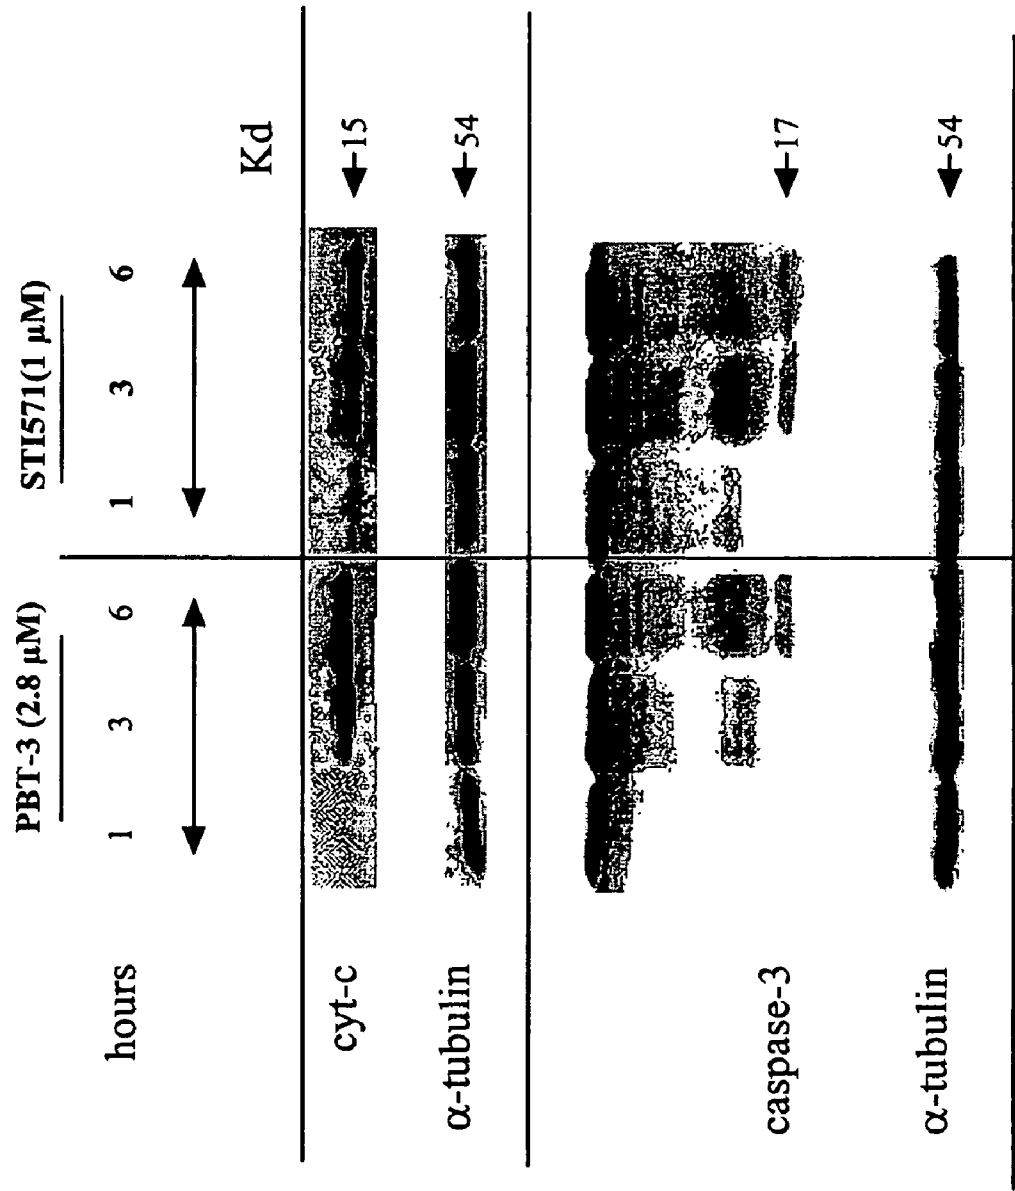 PBT-3 (2.8 μM) STI571(1 μM)
hours 1 3 6 1 3 6
Kd
cyt-c 15
α-tubulin 54
caspase-3 17
α-tubulin 54